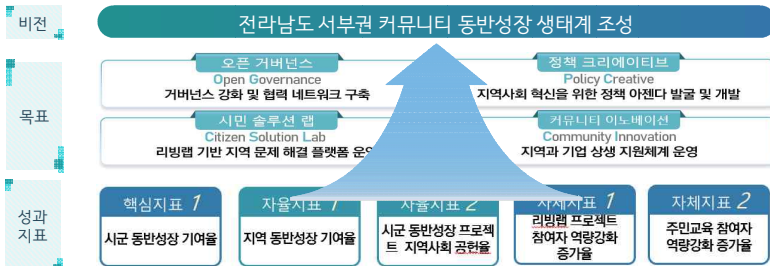 비전
전라남도 서부권 커뮤니티 동반성장 생태계 조성
목표
오픈 거버넌스
Open Governance
거버넌스 강화 및 협력 네트워크 구축
정책 크리에이티브
Policy Creative
지역사회 혁신을 위한 정책 아젠다 발굴 및 개발
시민 솔루션 랩
Citizen Solution Lab
리빙랩 기반 지역 문제 해결 플랫폼
커뮤니티 이노베이션
Community Innovation
지역과 기업 상생 지원체계 운영
성과
지표
핵심지표 1
시군 동반성장 기여율
자율지표 1
지역 동반성장 기여율
자율지표 2
시군 동반성장 프로젝
트 지역사회 공헌율
자체지표 1
리빙랩 프로젝트
참여자 역량강화
증가율
자체지표 2
주민교육 참여자
역량강화 증가율